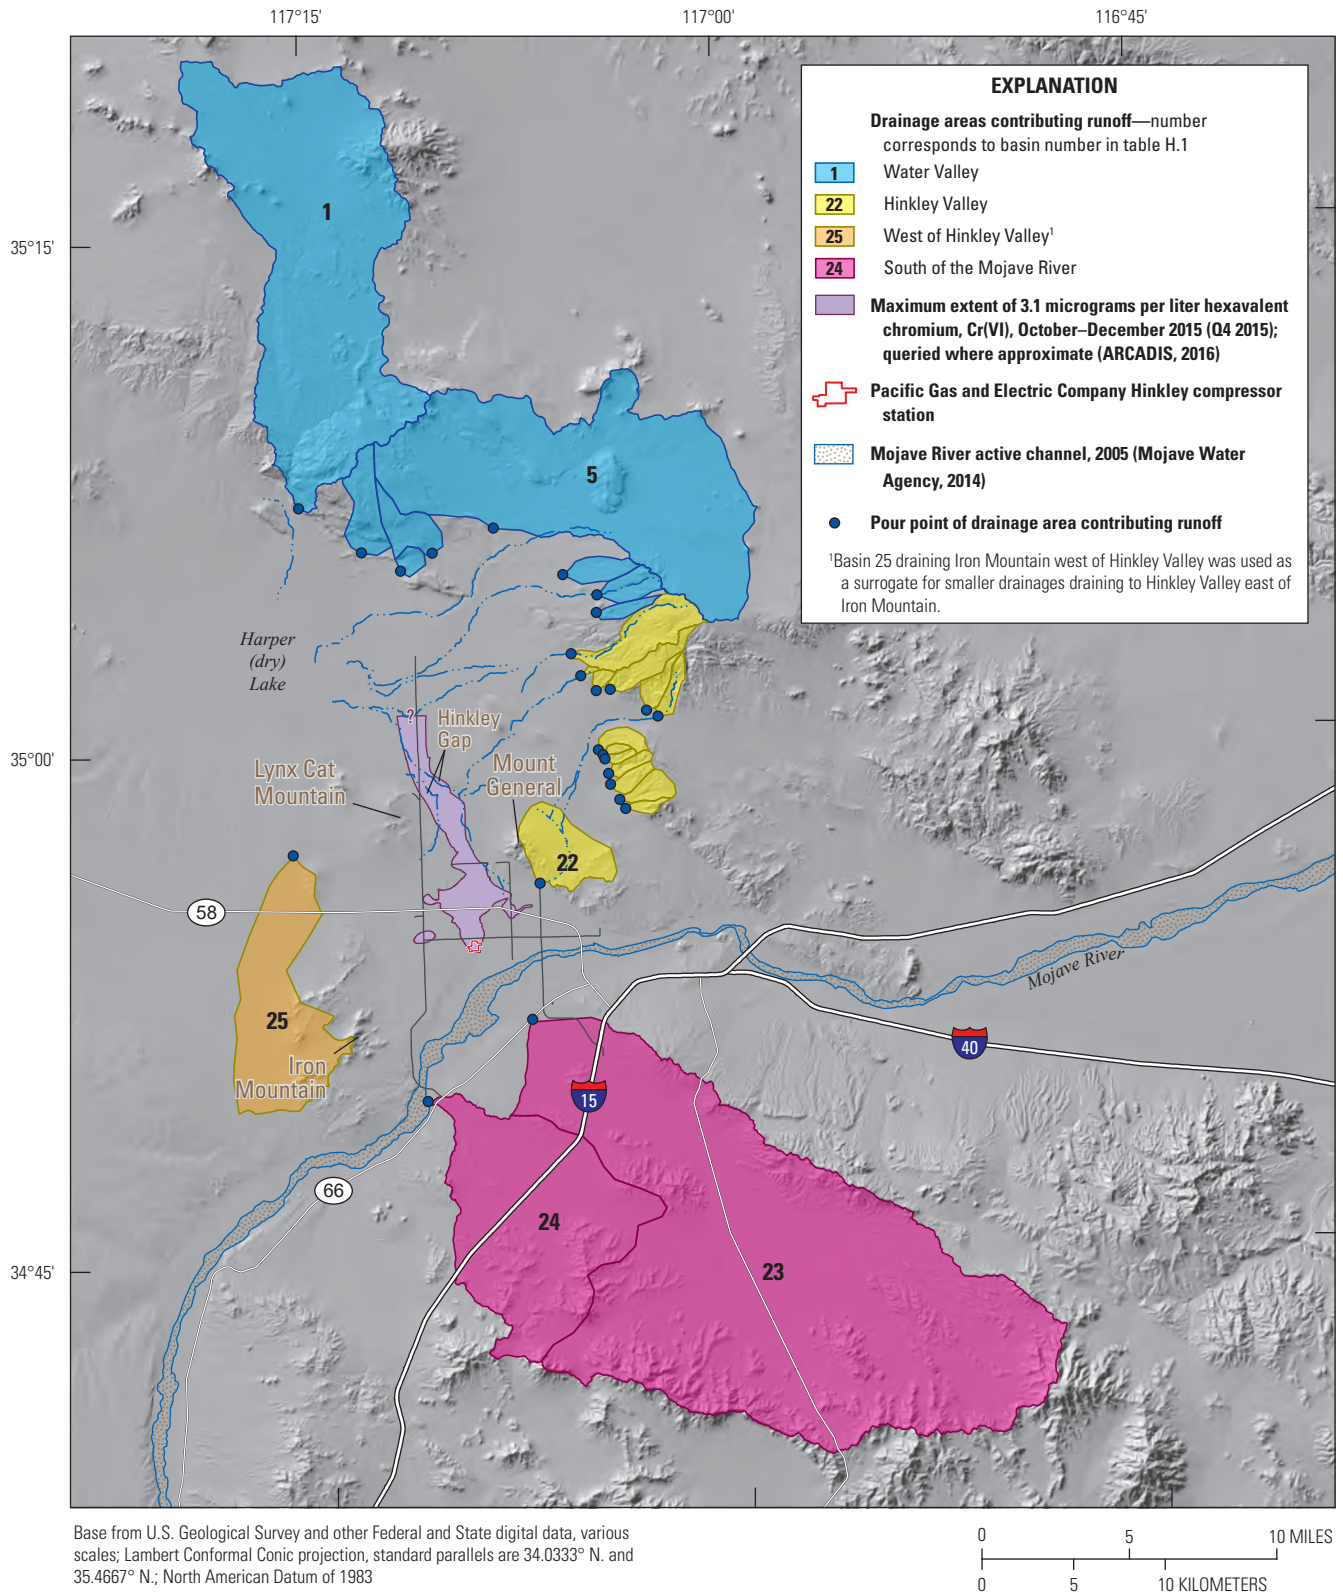 117°15'
117°00'
116°45'
EXPLANATION
Drainage areas contributing runoff—number
corresponds to basin number in table H.1
1 Water Valley
22 Hinkley Valley
25 West of Hinkley Valley¹
24 South of the Mojave River
Maximum extent of 3.1 micrograms per liter hexavalent
chromium, Cr(VI), October–December 2015 (Q4 2015);
queried where approximate (ARCADIS, 2016)
Pacific Gas and Electric Company Hinkley compressor
station
Mojave River active channel, 2005 (Mojave Water
Agency, 2014)
Pour point of drainage area contributing runoff
¹Basin 25 draining Iron Mountain west of Hinkley Valley was used as
a surrogate for smaller drainages draining to Hinkley Valley east of
Iron Mountain.
1
35°15'
5
Harper
(dry)
Lake
?
Hinkley
Gap
35°00'
Lynx Cat
Mountain
Mount
General
22
58
Mojave River
25
Iron
Mountain
40
15
66
24
23
34°45'
Base from U.S. Geological Survey and other Federal and State digital data, various
scales; Lambert Conformal Conic projection, standard parallels are 34.0333° N. and
35.4667° N.; North American Datum of 1983
0 5 10 MILES
0 5 10 KILOMETERS